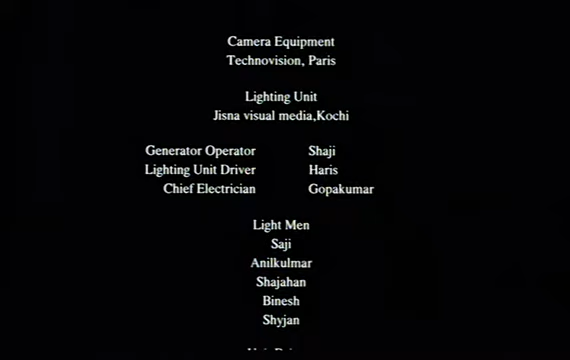 Camera Equipment
Technovision, Paris
Lighting Unit
Jisna visual media,Kochi
Generator Operator Shaji
Lighting Unit Driver Haris
Chief Electrician Gopakumar
Light Men
Saji
Anilkulmar
Shajahan
Binesh
Shyjan